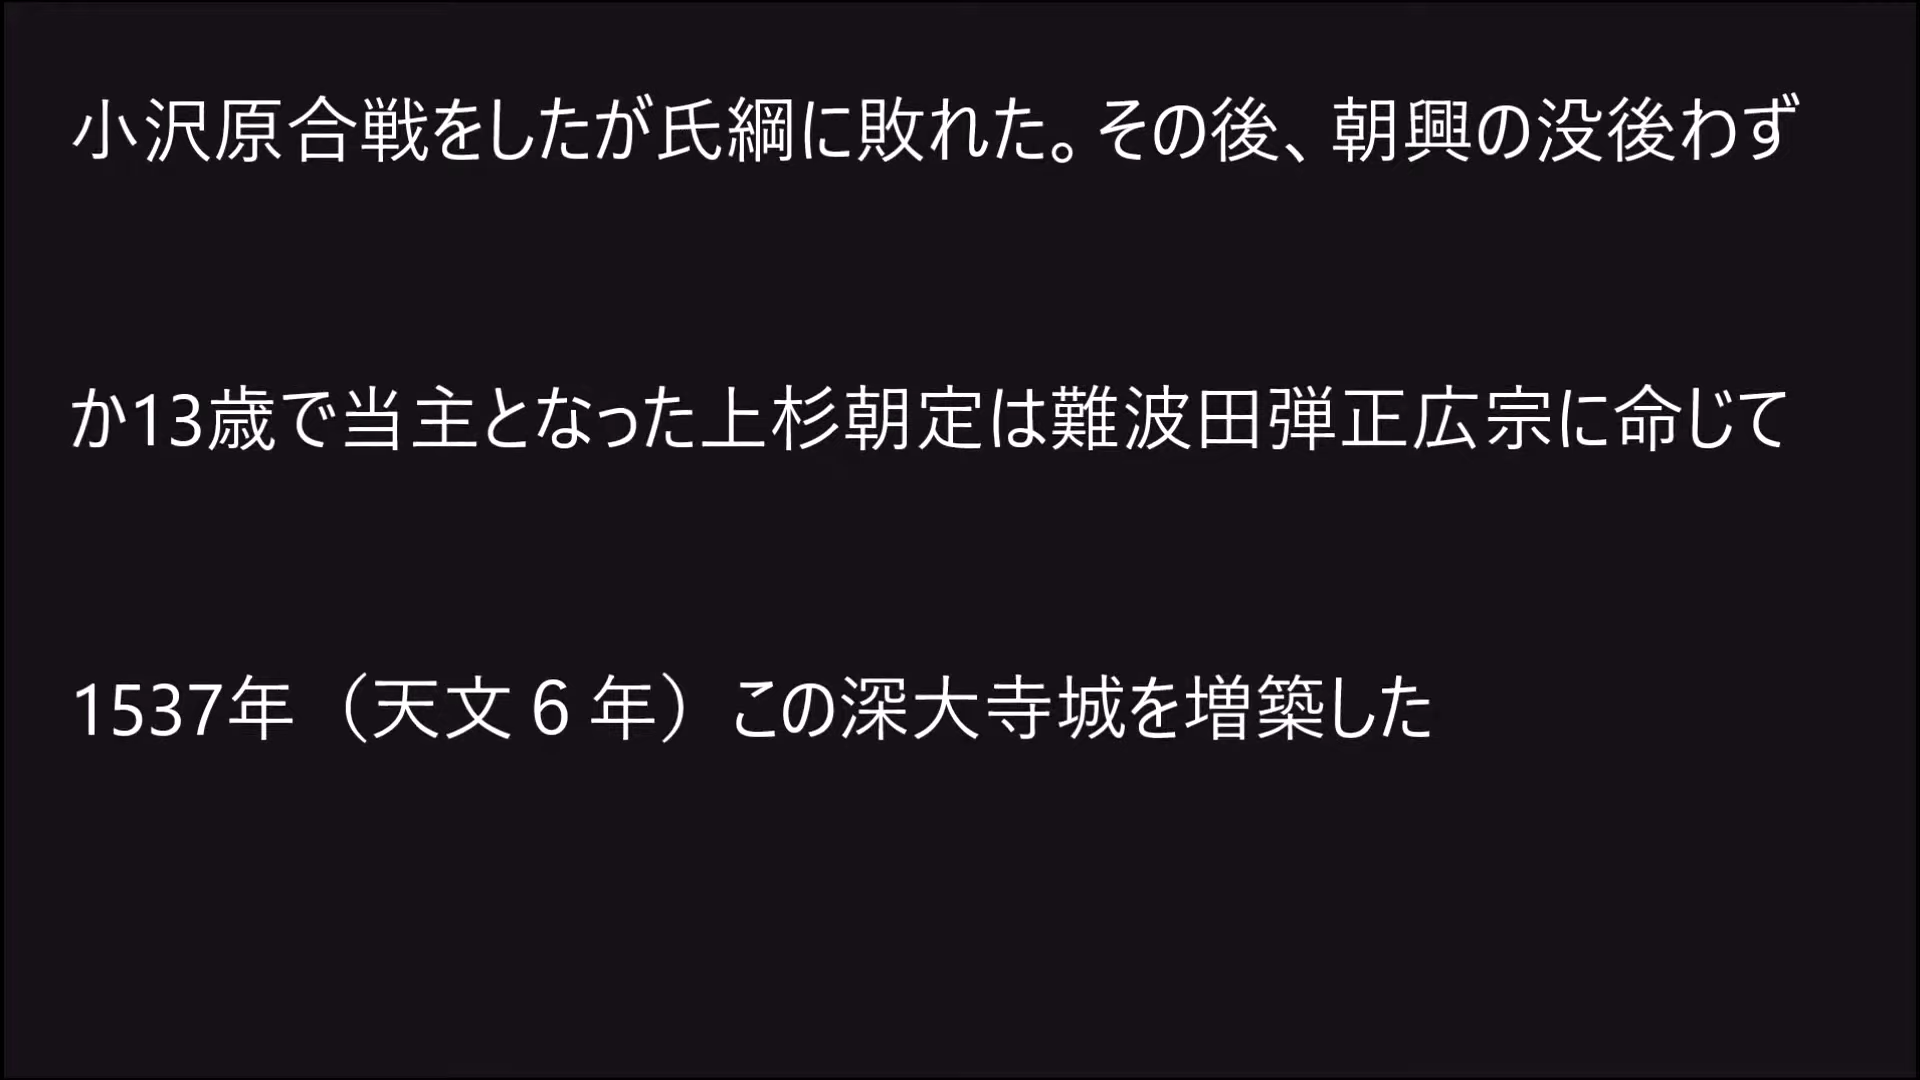 小沢原合戦をしたが氏綱に敗れた。その後、朝興の没後わず
か13歳で当主となった上杉朝定は難波田弾正広宗に命じて
1537年（天文６年）この深大寺城を増築した